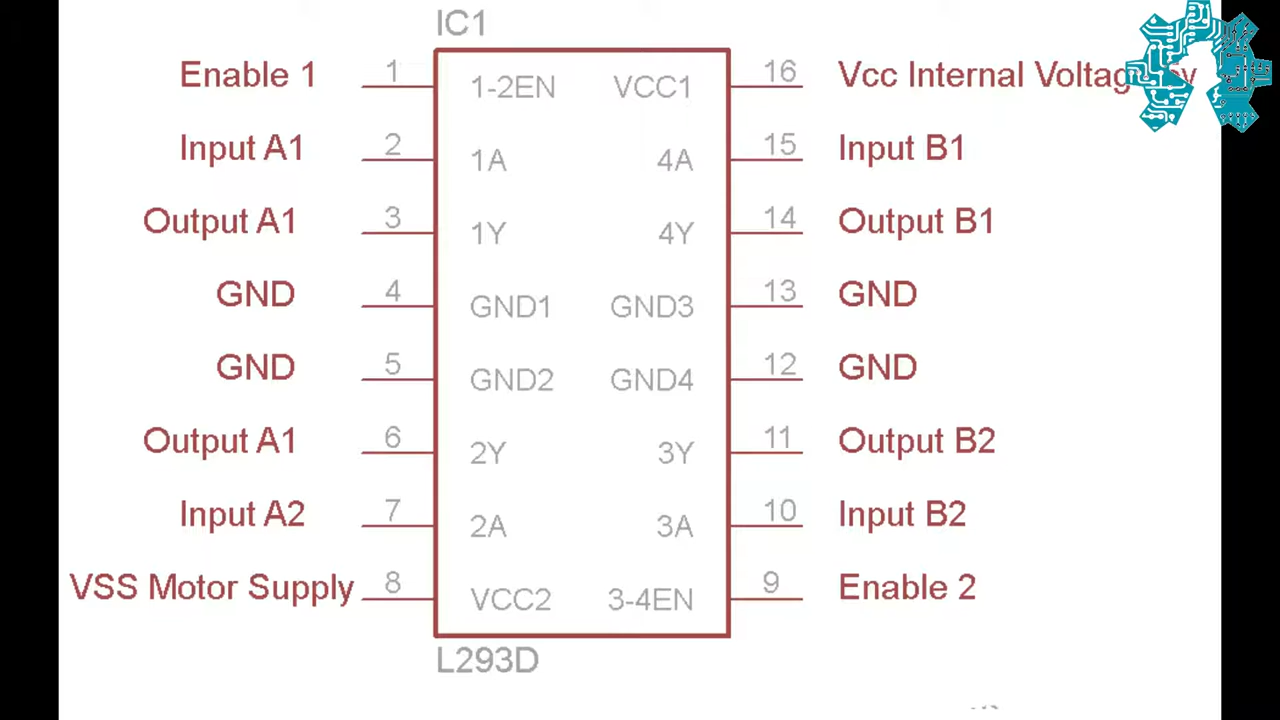 IC1
Enable 1 1 1-2EN VCC1 16 Vcc Internal Voltage
Input A1 2 1A 4A 15 Input B1
Output A1 3 1Y 4Y 14 Output B1
GND 4 GND1 GND3 13 GND
GND 5 GND2 GND4 12 GND
Output A1 6 2Y 3Y 11 Output B2
Input A2 7 2A 3A 10 Input B2
VSS Motor Supply 8 VCC2 3-4EN 9 Enable 2
L293D